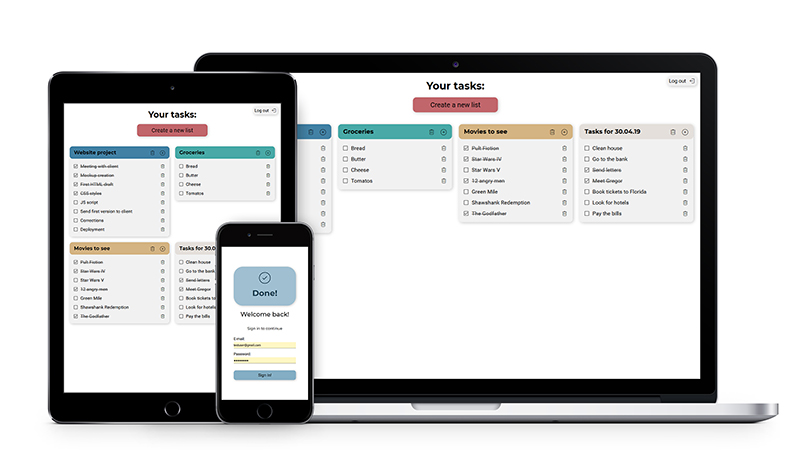 Your tasks:
Log out
Create a new list
Website project
Meeting with client
Mockup creation
First HTML draft
CSS styles
JS script
Send first version to client
Corrections
Deployment
Groceries
Bread
Butter
Cheese
Tomatos
Movies to see
Pult Fiction
Star Wars IV
Star Wars V
12 angry men
Green Mile
Shawshank Redemption
The Godfather
Tasks for 30.0
Clean house
Go to the bank
Send letters
Meet Gregor
Book tickets to
Look for hotels
Pay the bills
Done!
Welcome back!
Sign in to continue
E-mail:
Password:
••••••••
Sign in!
Your tasks:
Log out
Create a new list
Groceries
Bread
Butter
Cheese
Tomatos
Movies to see
Pult Fiction
Star Wars IV
Star Wars V
12 angry men
Green Mile
Shawshank Redemption
The Godfather
Tasks for 30.04.19
Clean house
Go to the bank
Send letters
Meet Gregor
Book tickets to Florida
Look for hotels
Pay the bills